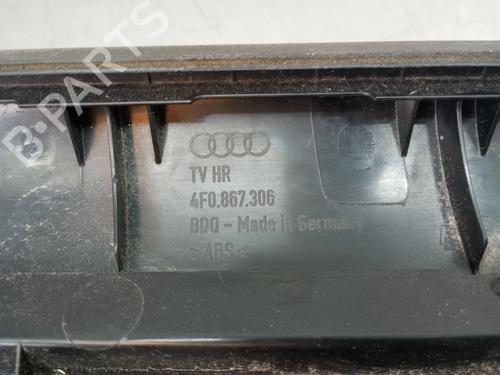 B-PARTS
TV HR
4F0.867.306
BDO - Made in Germany
>ABS<